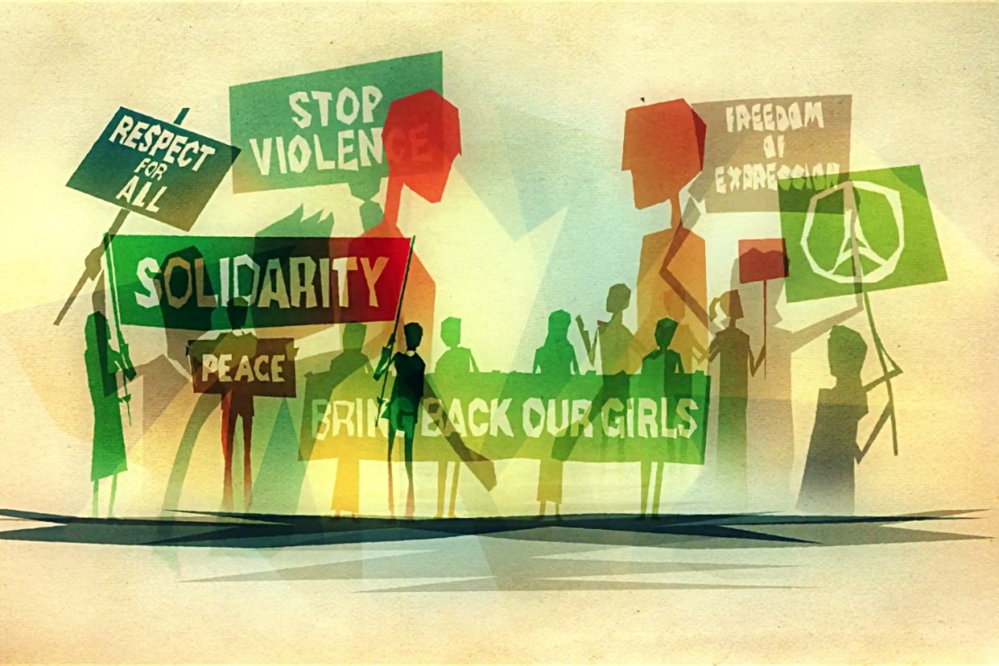 STOP
VIOLENCE
RESPECT
FOR
ALL
FREEDOM
OF
EXPRESSION
SOLIDARITY
PEACE
BRING BACK OUR GIRLS